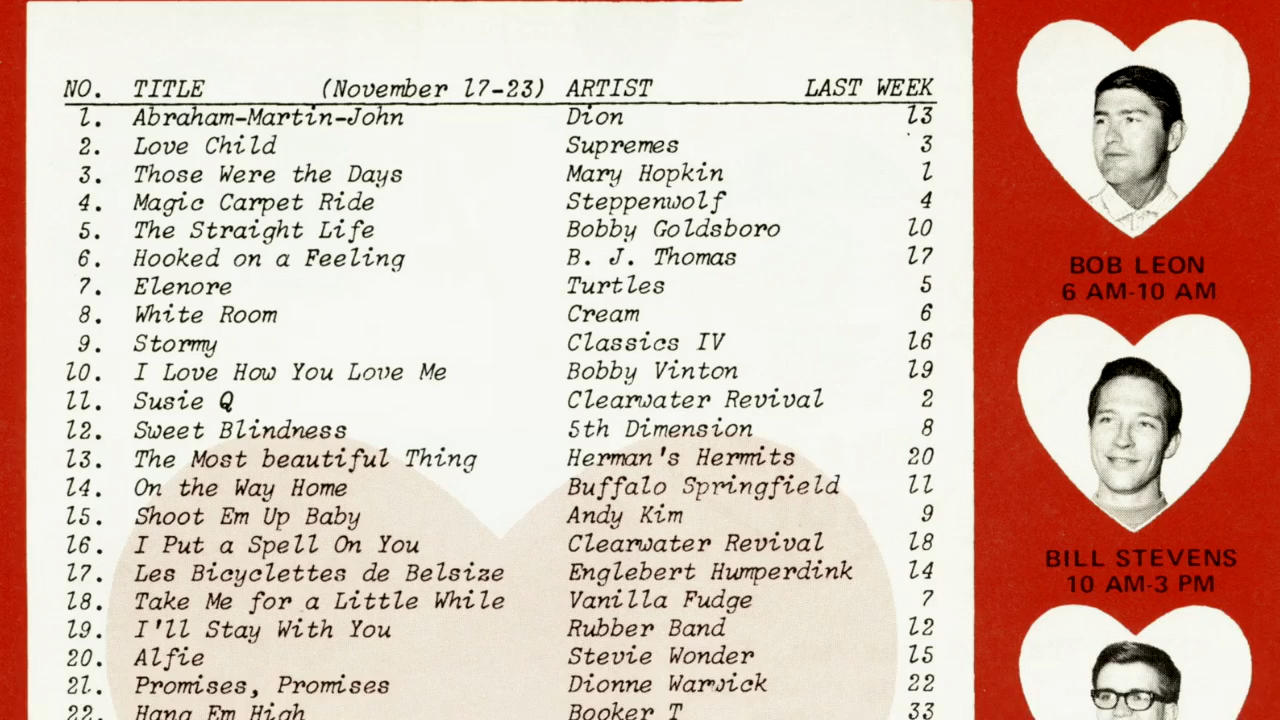 NO. TITLE (November 17-23) ARTIST LAST WEEK
1. Abraham-Martin-John Dion 13
2. Love Child Supremes 3
3. Those Were the Days Mary Hopkin 1
4. Magic Carpet Ride Steppenwolf 4
5. The Straight Life Bobby Goldsboro 10
6. Hooked on a Feeling B. J. Thomas 17
7. Elenore Turtles 5
8. White Room Cream 6
9. Stormy Classics IV 16
10. I Love How You Love Me Bobby Vinton 19
11. Susie Q Clearwater Revival 2
12. Sweet Blindness 5th Dimension 8
13. The Most beautiful Thing Herman's Hermits 20
14. On the Way Home Buffalo Springfield 11
15. Shoot Em Up Baby Andy Kim 9
16. I Put a Spell On You Clearwater Revival 18
17. Les Bicyclettes de Belsize Englebert Humperdink 14
18. Take Me for a Little While Vanilla Fudge 7
19. I'll Stay With You Rubber Band 12
20. Alfie Stevie Wonder 15
21. Promises, Promises Dionne Warwick 22
22. Hang Em High Booker T 33
BOB LEON
6 AM-10 AM
BILL STEVENS
10 AM-3 PM